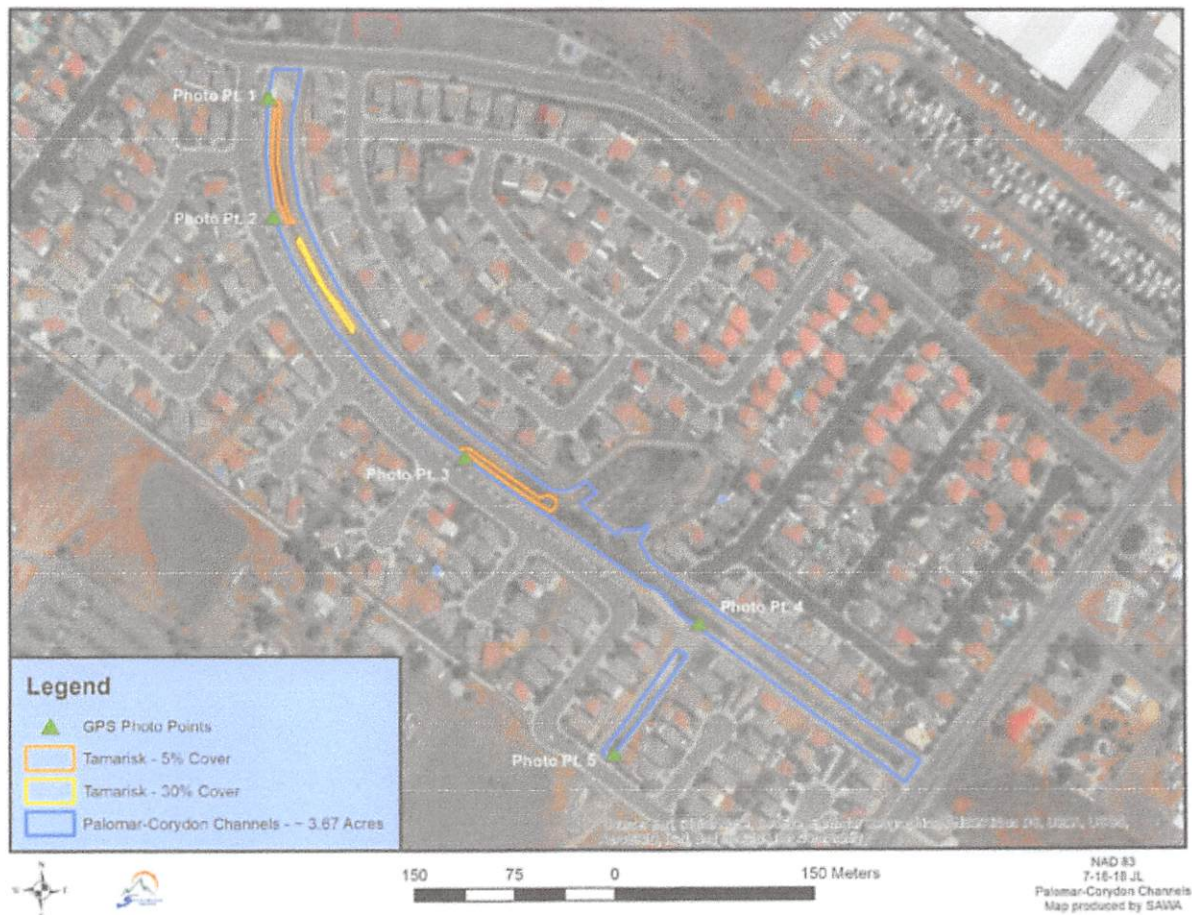 Photo Pt. 1
Photo Pt. 2
Photo Pt. 3
Photo Pt. 4
Photo Pt. 5
Legend
GPS Photo Points
Tamarisk - 5% Cover
Tamarisk - 30% Cover
Palomar-Corydon Channels - ~ 3.67 Acres
150 75 0 150 Meters
NAD 83
7-16-18 JL
Palomar-Corydon Channels
Map produced by SAWA